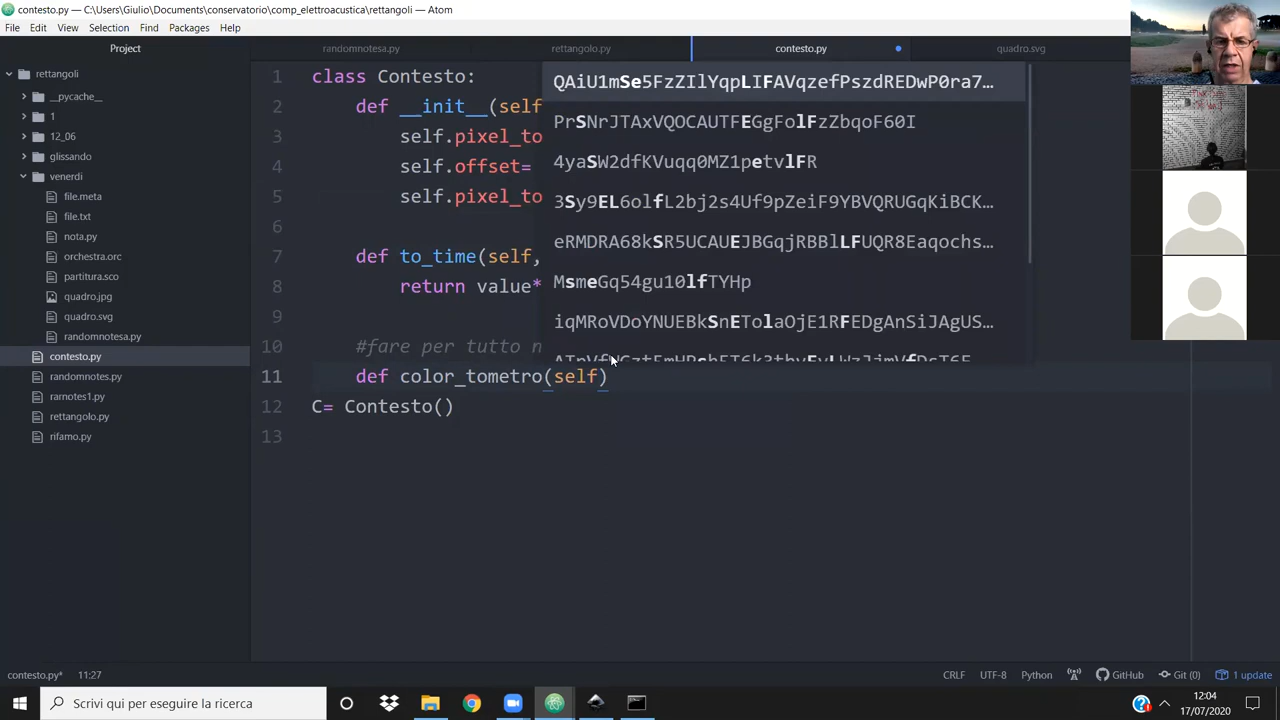 contesto.py — C:\Users\Giulio\Documents\conservatorio\comp_elettroacustica\rettangoli — Atom
File Edit View Selection Find Packages Help
Project
randomnotesa.py
rettangolo.py
contesto.py
quadro.svg
rettangoli
__pycache__
1
12_06
glissando
venerdi
file.meta
file.txt
nota.py
orchestra.orc
partitura.sco
quadro.jpg
quadro.svg
randomnotesa.py
contesto.py
randomnotes.py
rarnotes1.py
rettangolo.py
rifamo.py
1 class Contesto:
2 def __init__(self
3 self.pixel_to
4 self.offset=
5 self.pixel_to
6
7 def to_time(self,
8 return value*
9
10 #fare per tutto n
11 def color_tometro(self)
12 C= Contesto()
13
QAiU1mSe5FzZIlYqpLIFAVqzefPszdREDwP0ra7…
PrSNrJTAxVQOCAUTFEGgFolFzZbqoF60I
4yaSW2dfKVuqq0MZ1petvlFR
3Sy9EL6olfL2bj2s4Uf9pZeiF9YBVQRUGqKiBCK…
eRMDRA68kSR5UCAUEJBGqjRBBlLFUQR8Eaqochs…
MsmeGq54gu10lfTYHp
iqMRoVDoYNUEBkSnETolaOjE1RFEDgAnSiJAgUS…
contesto.py* 11:27
CRLF UTF-8 Python GitHub Git (0) 1 update
Scrivi qui per eseguire la ricerca
12:04
17/07/2020